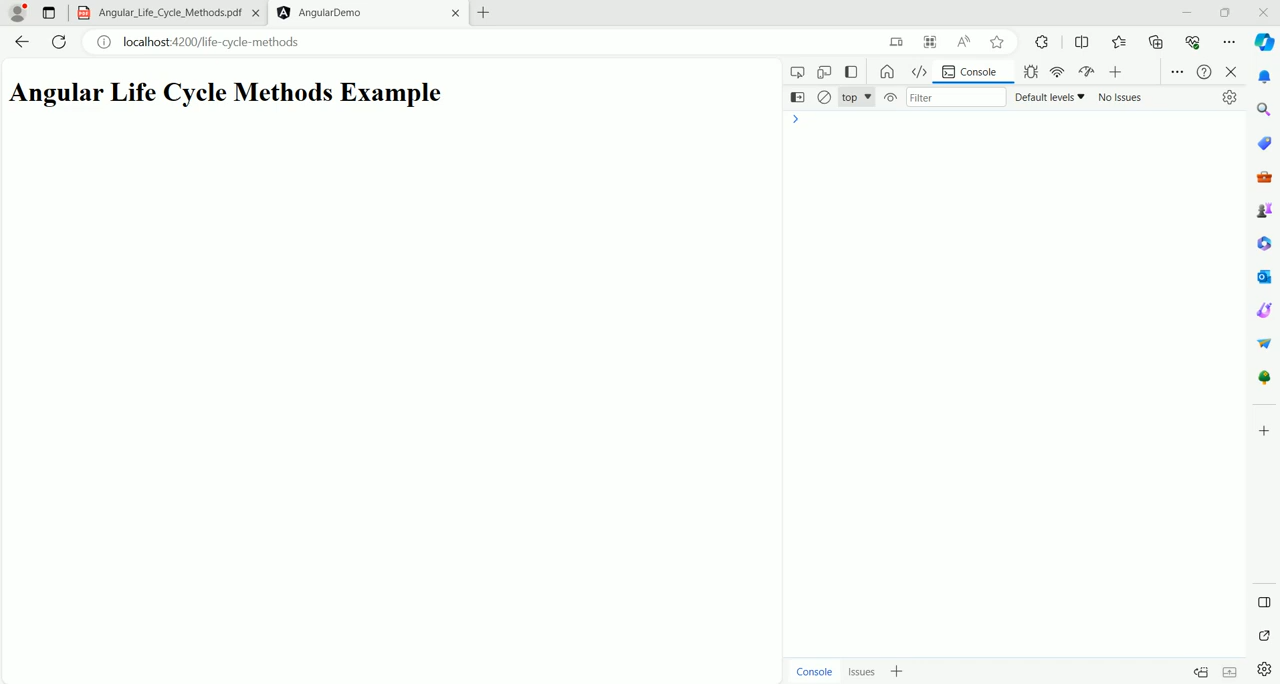 Angular_Life_Cycle_Methods.pdf
AngularDemo
localhost:4200/life-cycle-methods
Console
top
Filter
Default levels
No Issues
Angular Life Cycle Methods Example
Console
Issues